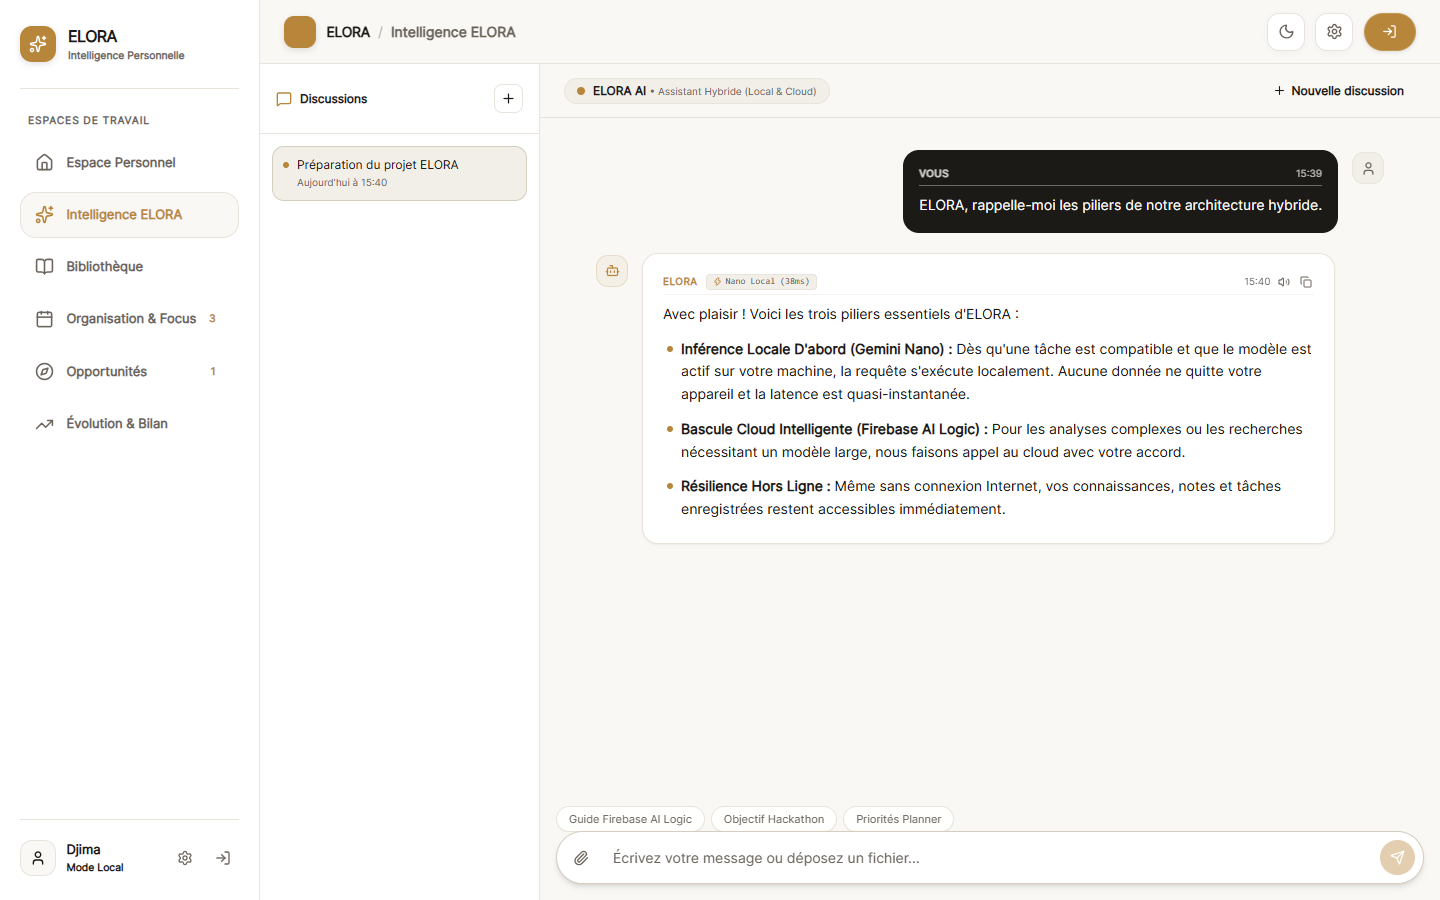 ELORA
Intelligence Personnelle
ESPACES DE TRAVAIL
Espace Personnel
Intelligence ELORA
Bibliothèque
Organisation & Focus 3
Opportunités 1
Évolution & Bilan
Djima
Mode Local
ELORA / Intelligence ELORA
Discussions
Préparation du projet ELORA
Aujourd'hui à 15:40
ELORA AI • Assistant Hybride (Local & Cloud)
Nouvelle discussion
VOUS 15:39
ELORA, rappelle-moi les piliers de notre architecture hybride.
ELORA Nano Local (38ms) 15:40
Avec plaisir ! Voici les trois piliers essentiels d'ELORA :
Inférence Locale D'abord (Gemini Nano) : Dès qu'une tâche est compatible et que le modèle est
actif sur votre machine, la requête s'exécute localement. Aucune donnée ne quitte votre
appareil et la latence est quasi-instantanée.
Bascule Cloud Intelligente (Firebase AI Logic) : Pour les analyses complexes ou les recherches
nécessitant un modèle large, nous faisons appel au cloud avec votre accord.
Résilience Hors Ligne : Même sans connexion Internet, vos connaissances, notes et tâches
enregistrées restent accessibles immédiatement.
Guide Firebase AI Logic
Objectif Hackathon
Priorités Planner
Écrivez votre message ou déposez un fichier...